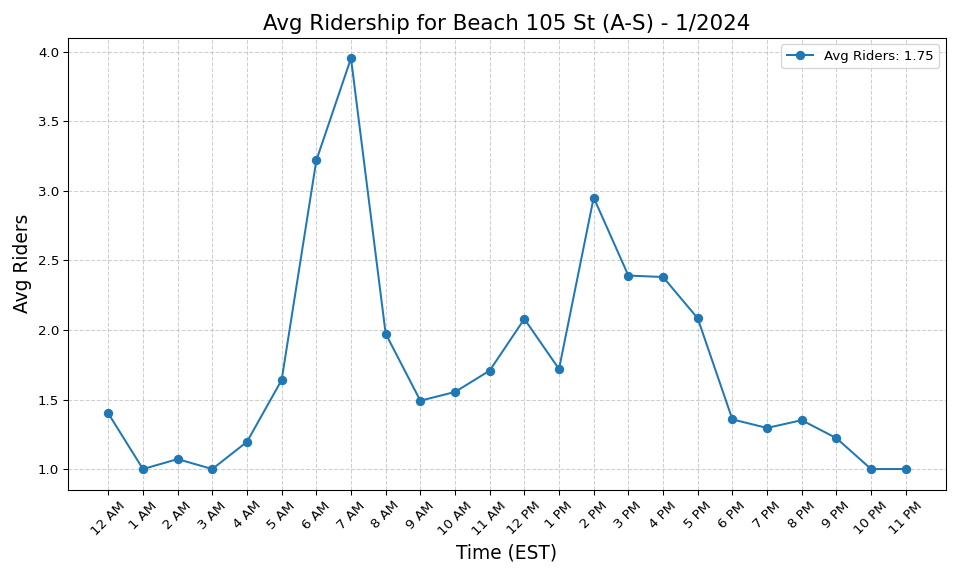 Avg Ridership for Beach 105 St (A-S) - 1/2024
Avg Riders: 1.75
Avg Riders
4.0
3.5
3.0
2.5
2.0
1.5
1.0
12 AM
1 AM
2 AM
3 AM
4 AM
5 AM
6 AM
7 AM
8 AM
9 AM
10 AM
11 AM
12 PM
1 PM
2 PM
3 PM
4 PM
5 PM
6 PM
7 PM
8 PM
9 PM
10 PM
11 PM
Time (EST)